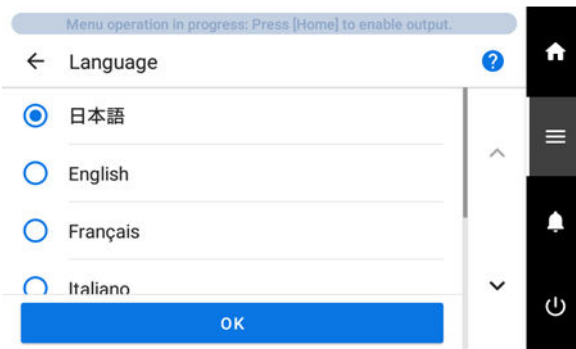 Menu operation in progress: Press [Home] to enable output.
Language
日本語
English
Français
Italiano
OK